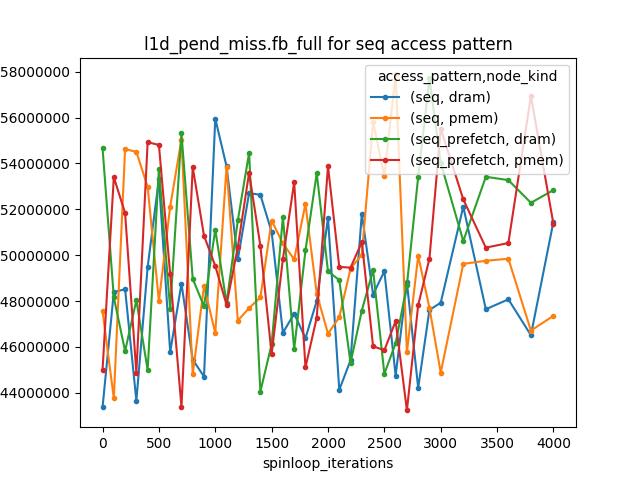 l1d_pend_miss.fb_full for seq access pattern
58000000
56000000
54000000
52000000
50000000
48000000
46000000
44000000
access_pattern,node_kind
(seq, dram)
(seq, pmem)
(seq_prefetch, dram)
(seq_prefetch, pmem)
0 500 1000 1500 2000 2500 3000 3500 4000
spinloop_iterations